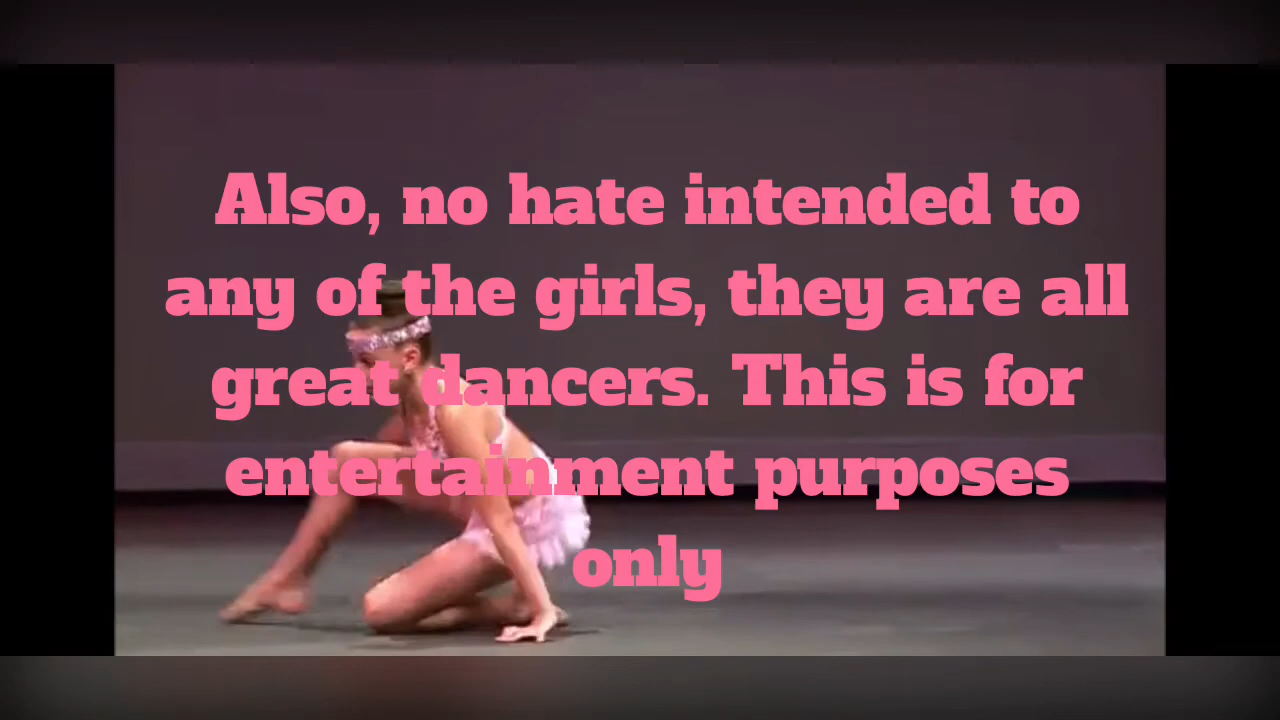 Also, no hate intended to
any of the girls, they are all
great dancers. This is for
entertainment purposes
only